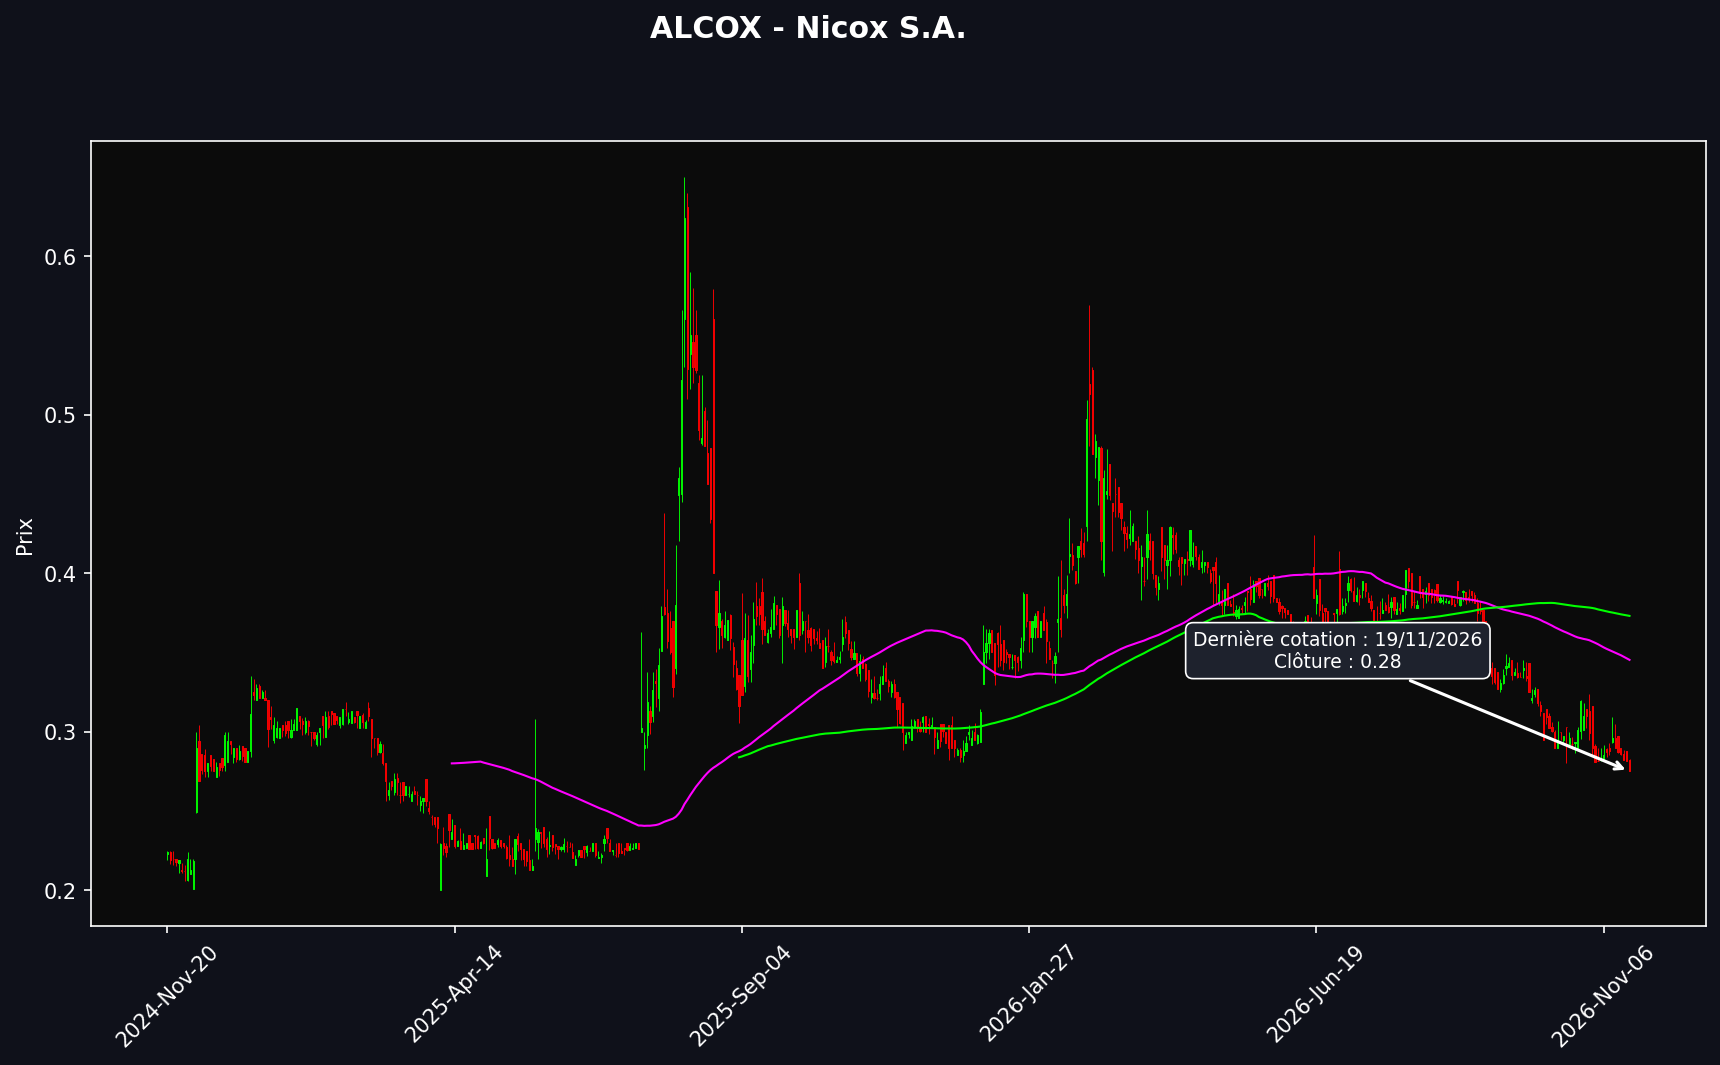 ALCOX - Nicox S.A.
Prix
0.6
0.5
0.4
0.3
0.2
Dernière cotation : 19/11/2026
Clôture : 0.28
2024-Nov-20
2025-Apr-14
2025-Sep-04
2026-Jan-27
2026-Jun-19
2026-Nov-06